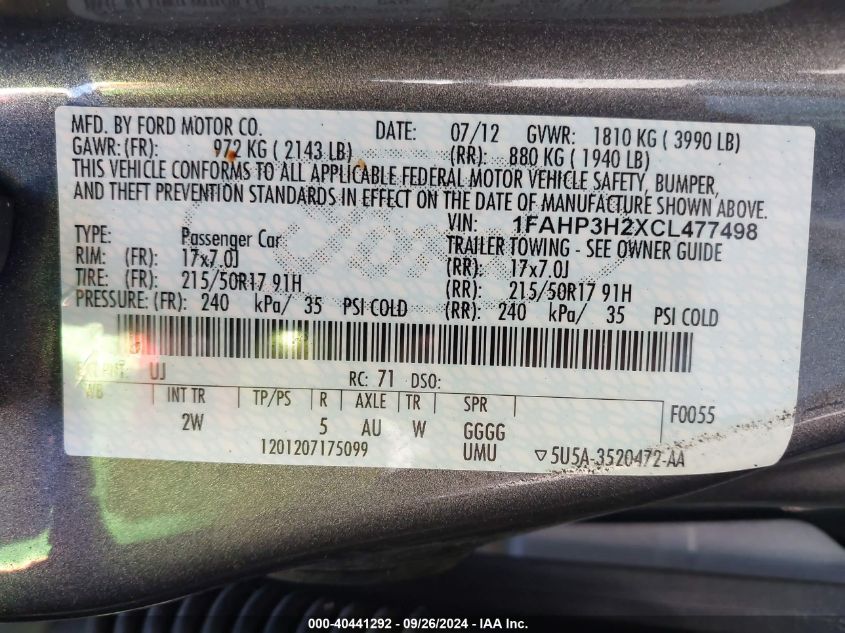 MFD. BY FORD MOTOR CO. DATE: 07/12 GVWR: 1810 KG ( 3990 LB)
GAWR: (FR): 972 KG ( 2143 LB) (RR): 880 KG ( 1940 LB)
THIS VEHICLE CONFORMS TO ALL APPLICABLE FEDERAL MOTOR VEHICLE SAFETY, BUMPER,
AND THEFT PREVENTION STANDARDS IN EFFECT ON THE DATE OF MANUFACTURE SHOWN ABOVE.
VIN: 1FAHP3H2XCL477498
TYPE: Passenger Car TRAILER TOWING - SEE OWNER GUIDE
RIM: (FR): 17x7.0J (RR): 17x7.0J
TIRE: (FR): 215/50R17 91H (RR): 215/50R17 91H
PRESSURE: (FR): 240 kPa/ 35 PSI COLD (RR): 240 kPa/ 35 PSI COLD
EXT PNT: UJ RC: 71 DSO:
WB INT TR TP/PS R AXLE TR SPR F0055
2W 5 AU W GGGG
1201207175099 UMU ▽5U5A-3520472-AA
000-40441292 - 09/26/2024 - IAA Inc.